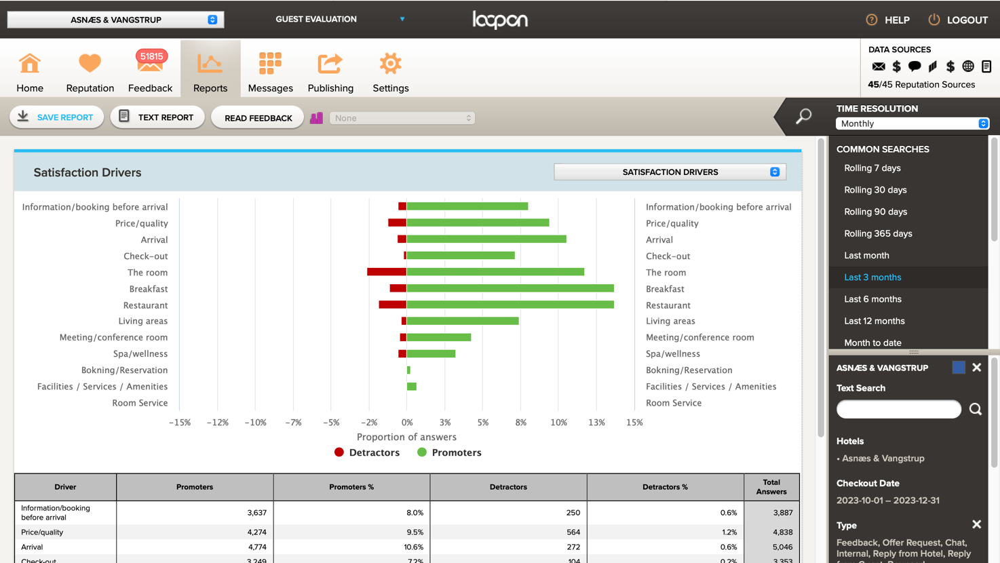 ASNÆS & VANGSTRUP
GUEST EVALUATION
loopon
HELP
LOGOUT
51815
Home
Reputation
Feedback
Reports
Messages
Publishing
Settings
DATA SOURCES
45/45 Reputation Sources
SAVE REPORT
TEXT REPORT
READ FEEDBACK
None
TIME RESOLUTION
Monthly
Satisfaction Drivers
SATISFACTION DRIVERS
Information/booking before arrival
Information/booking before arrival
Price/quality
Price/quality
Arrival
Arrival
Check-out
Check-out
The room
The room
Breakfast
Breakfast
Restaurant
Restaurant
Living areas
Living areas
Meeting/conference room
Meeting/conference room
Spa/wellness
Spa/wellness
Bokning/Reservation
Bokning/Reservation
Facilities / Services / Amenities
Facilities / Services / Amenities
Room Service
Room Service
-15% -12% -10% -7% -5% -2% 0% 3% 5% 8% 10% 13% 15%
Proportion of answers
Detractors Promoters
Driver Promoters Promoters % Detractors Detractors % Total
Answers
Information/booking
before arrival 3,637 8.0% 250 0.6% 3,887
Price/quality 4,274 9.5% 564 1.2% 4,838
Arrival 4,774 10.6% 272 0.6% 5,046
Check-out 3,249 7.2% 104 0.2% 3,353
COMMON SEARCHES
Rolling 7 days
Rolling 30 days
Rolling 90 days
Rolling 365 days
Last month
Last 3 months
Last 6 months
Last 12 months
Month to date
ASNÆS & VANGSTRUP
Text Search
Hotels
• Asnæs & Vangstrup
Checkout Date
2023-10-01 – 2023-12-31
Type
Feedback, Offer Request, Chat,
Internal, Reply from Hotel, Reply